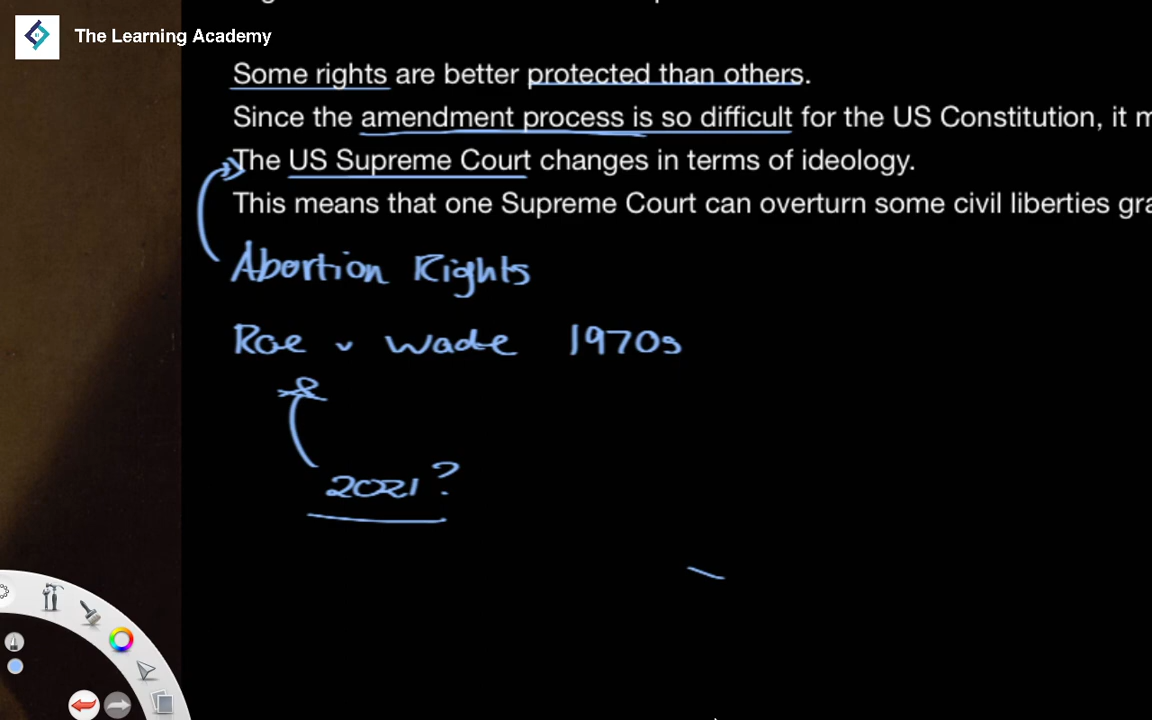 The Learning Academy
Some rights are better protected than others.
Since the amendment process is so difficult for the US Constitution, it
The US Supreme Court changes in terms of ideology.
This means that one Supreme Court can overturn some civil liberties
Abortion Rights
Roe v Wade 1970s
2021?